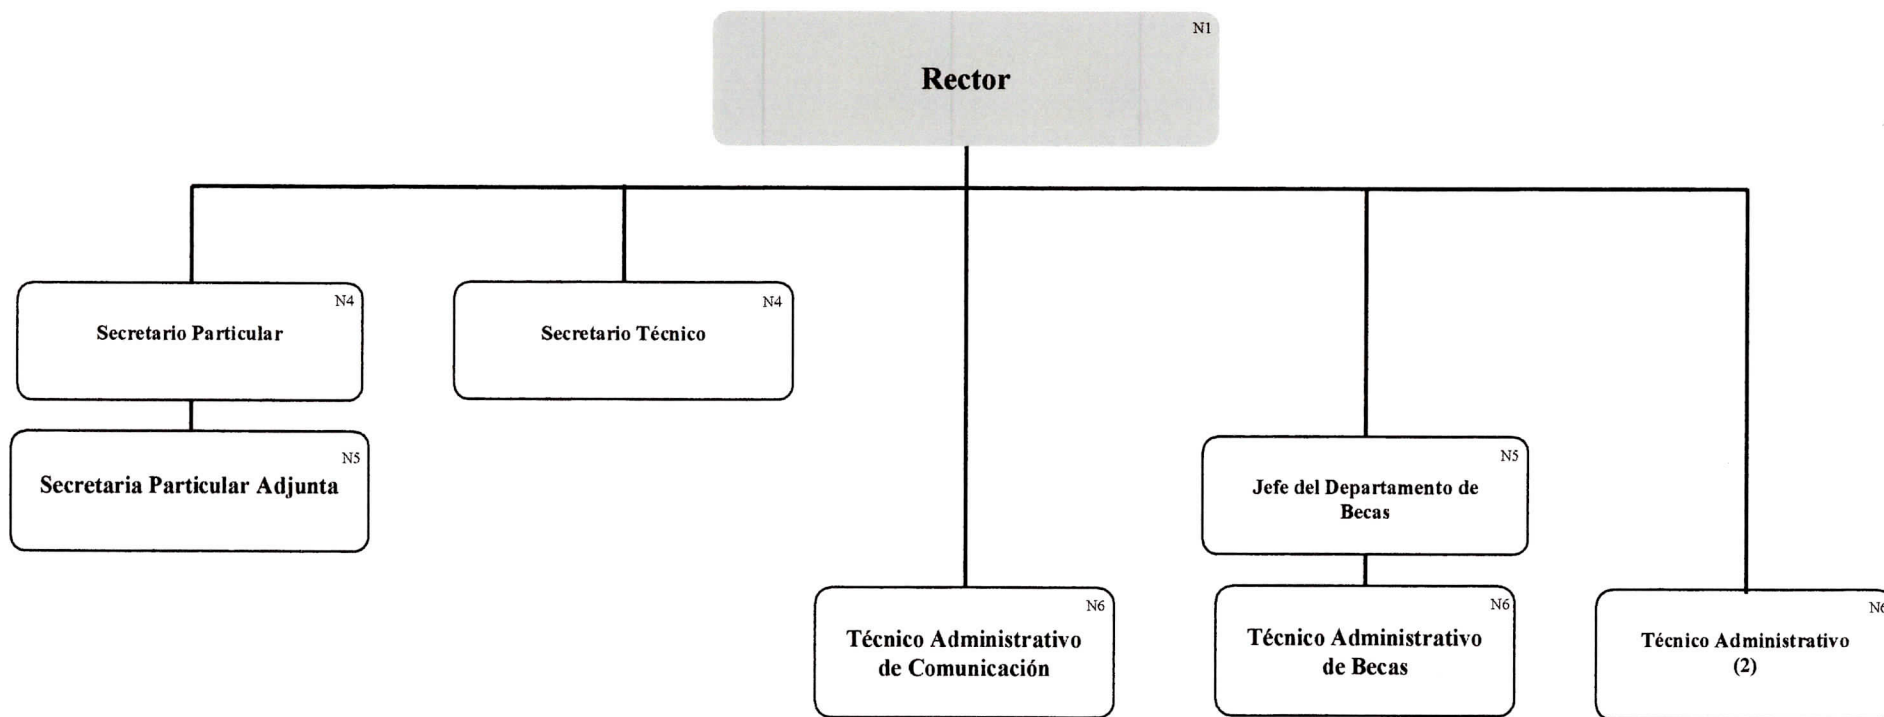 N1
Rector
N4
Secretario Particular
N4
Secretario Técnico
N5
Secretaria Particular Adjunta
N5
Jefe del Departamento de
Becas
N6
Técnico Administrativo
de Comunicación
N6
Técnico Administrativo
de Becas
N6
Técnico Administrativo
(2)